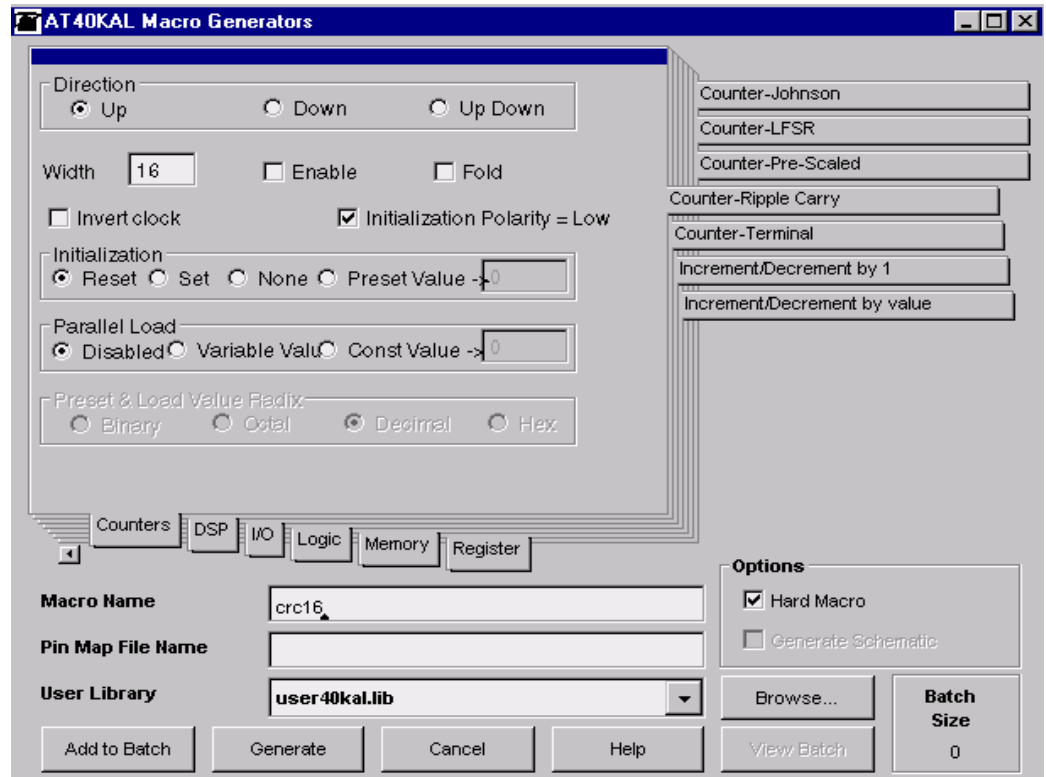 AT40KAL Macro Generators
Direction
Up Down Up Down
Width 16 Enable Fold
Invert clock Initialization Polarity = Low
Initialization
Reset Set None Preset Value -> 0
Parallel Load
Disabled Variable Valu Const Value -> 0
Preset & Load Value Radix
Binary Octal Decimal Hex
Counter-Johnson
Counter-LFSR
Counter-Pre-Scaled
Counter-Ripple Carry
Counter-Terminal
Increment/Decrement by 1
Increment/Decrement by value
Counters DSP I/O Logic Memory Register
Macro Name crc16
Pin Map File Name
User Library user40kal.lib
Options
Hard Macro
Generate Schematic
Add to Batch Generate Cancel Help Browse... View Batch
Batch
Size
0